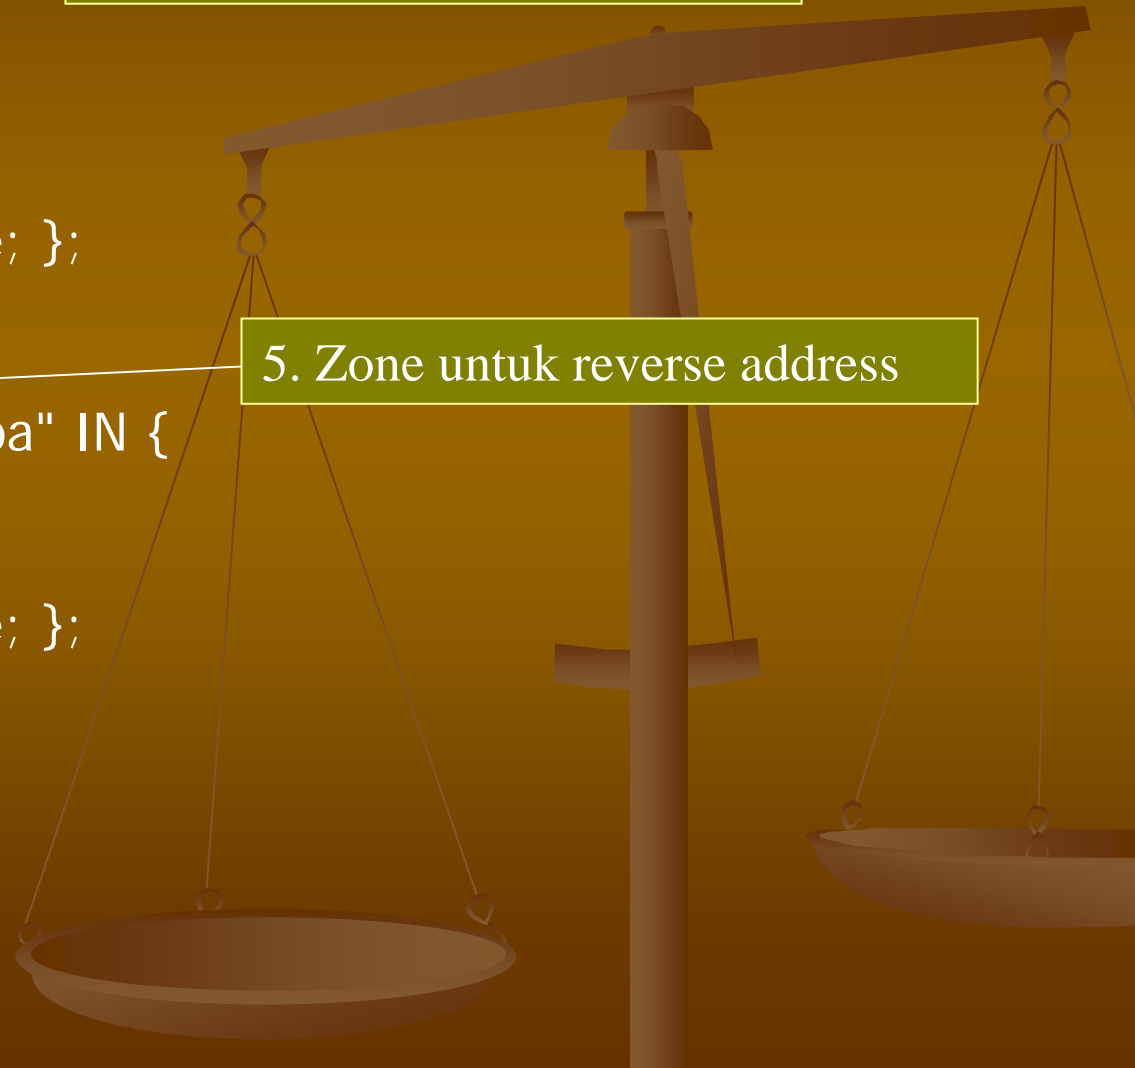 e; };
5. Zone untuk reverse address
pa" IN {
e; };